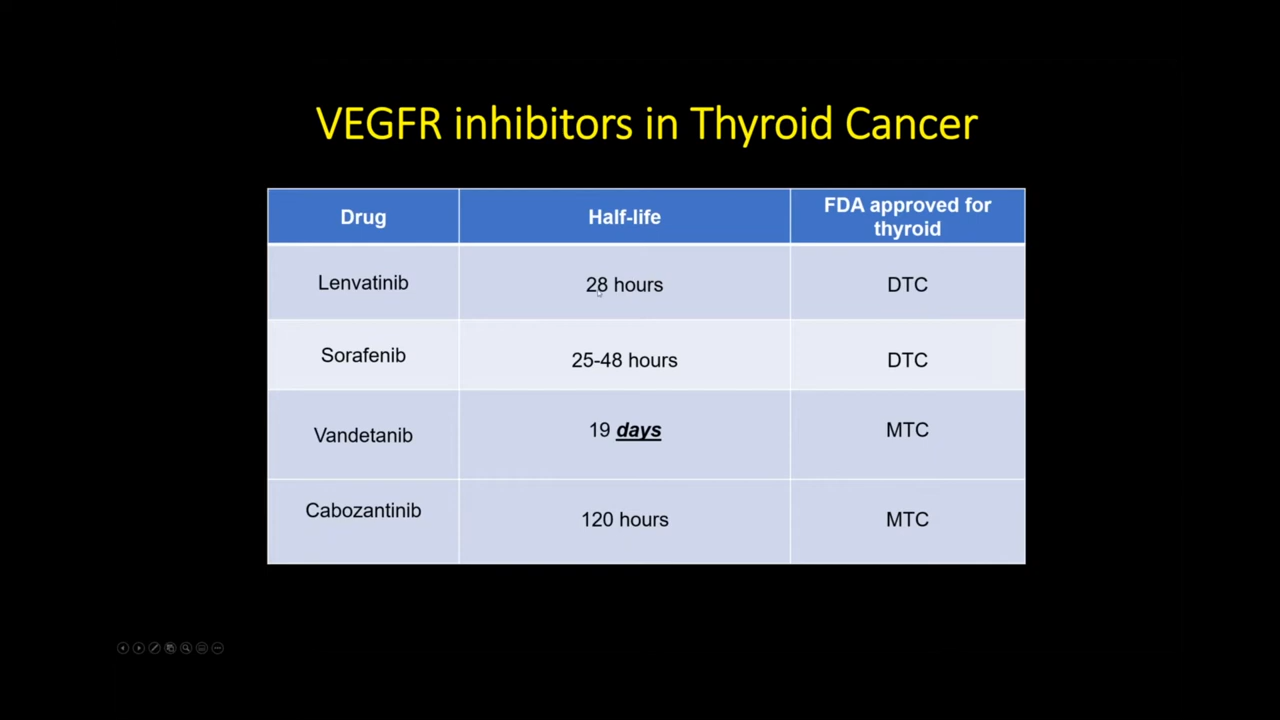 VEGFR inhibitors in Thyroid Cancer
Drug
Half-life
FDA approved for
thyroid
Lenvatinib
28 hours
DTC
Sorafenib
25-48 hours
DTC
Vandetanib
19 days
MTC
Cabozantinib
120 hours
MTC